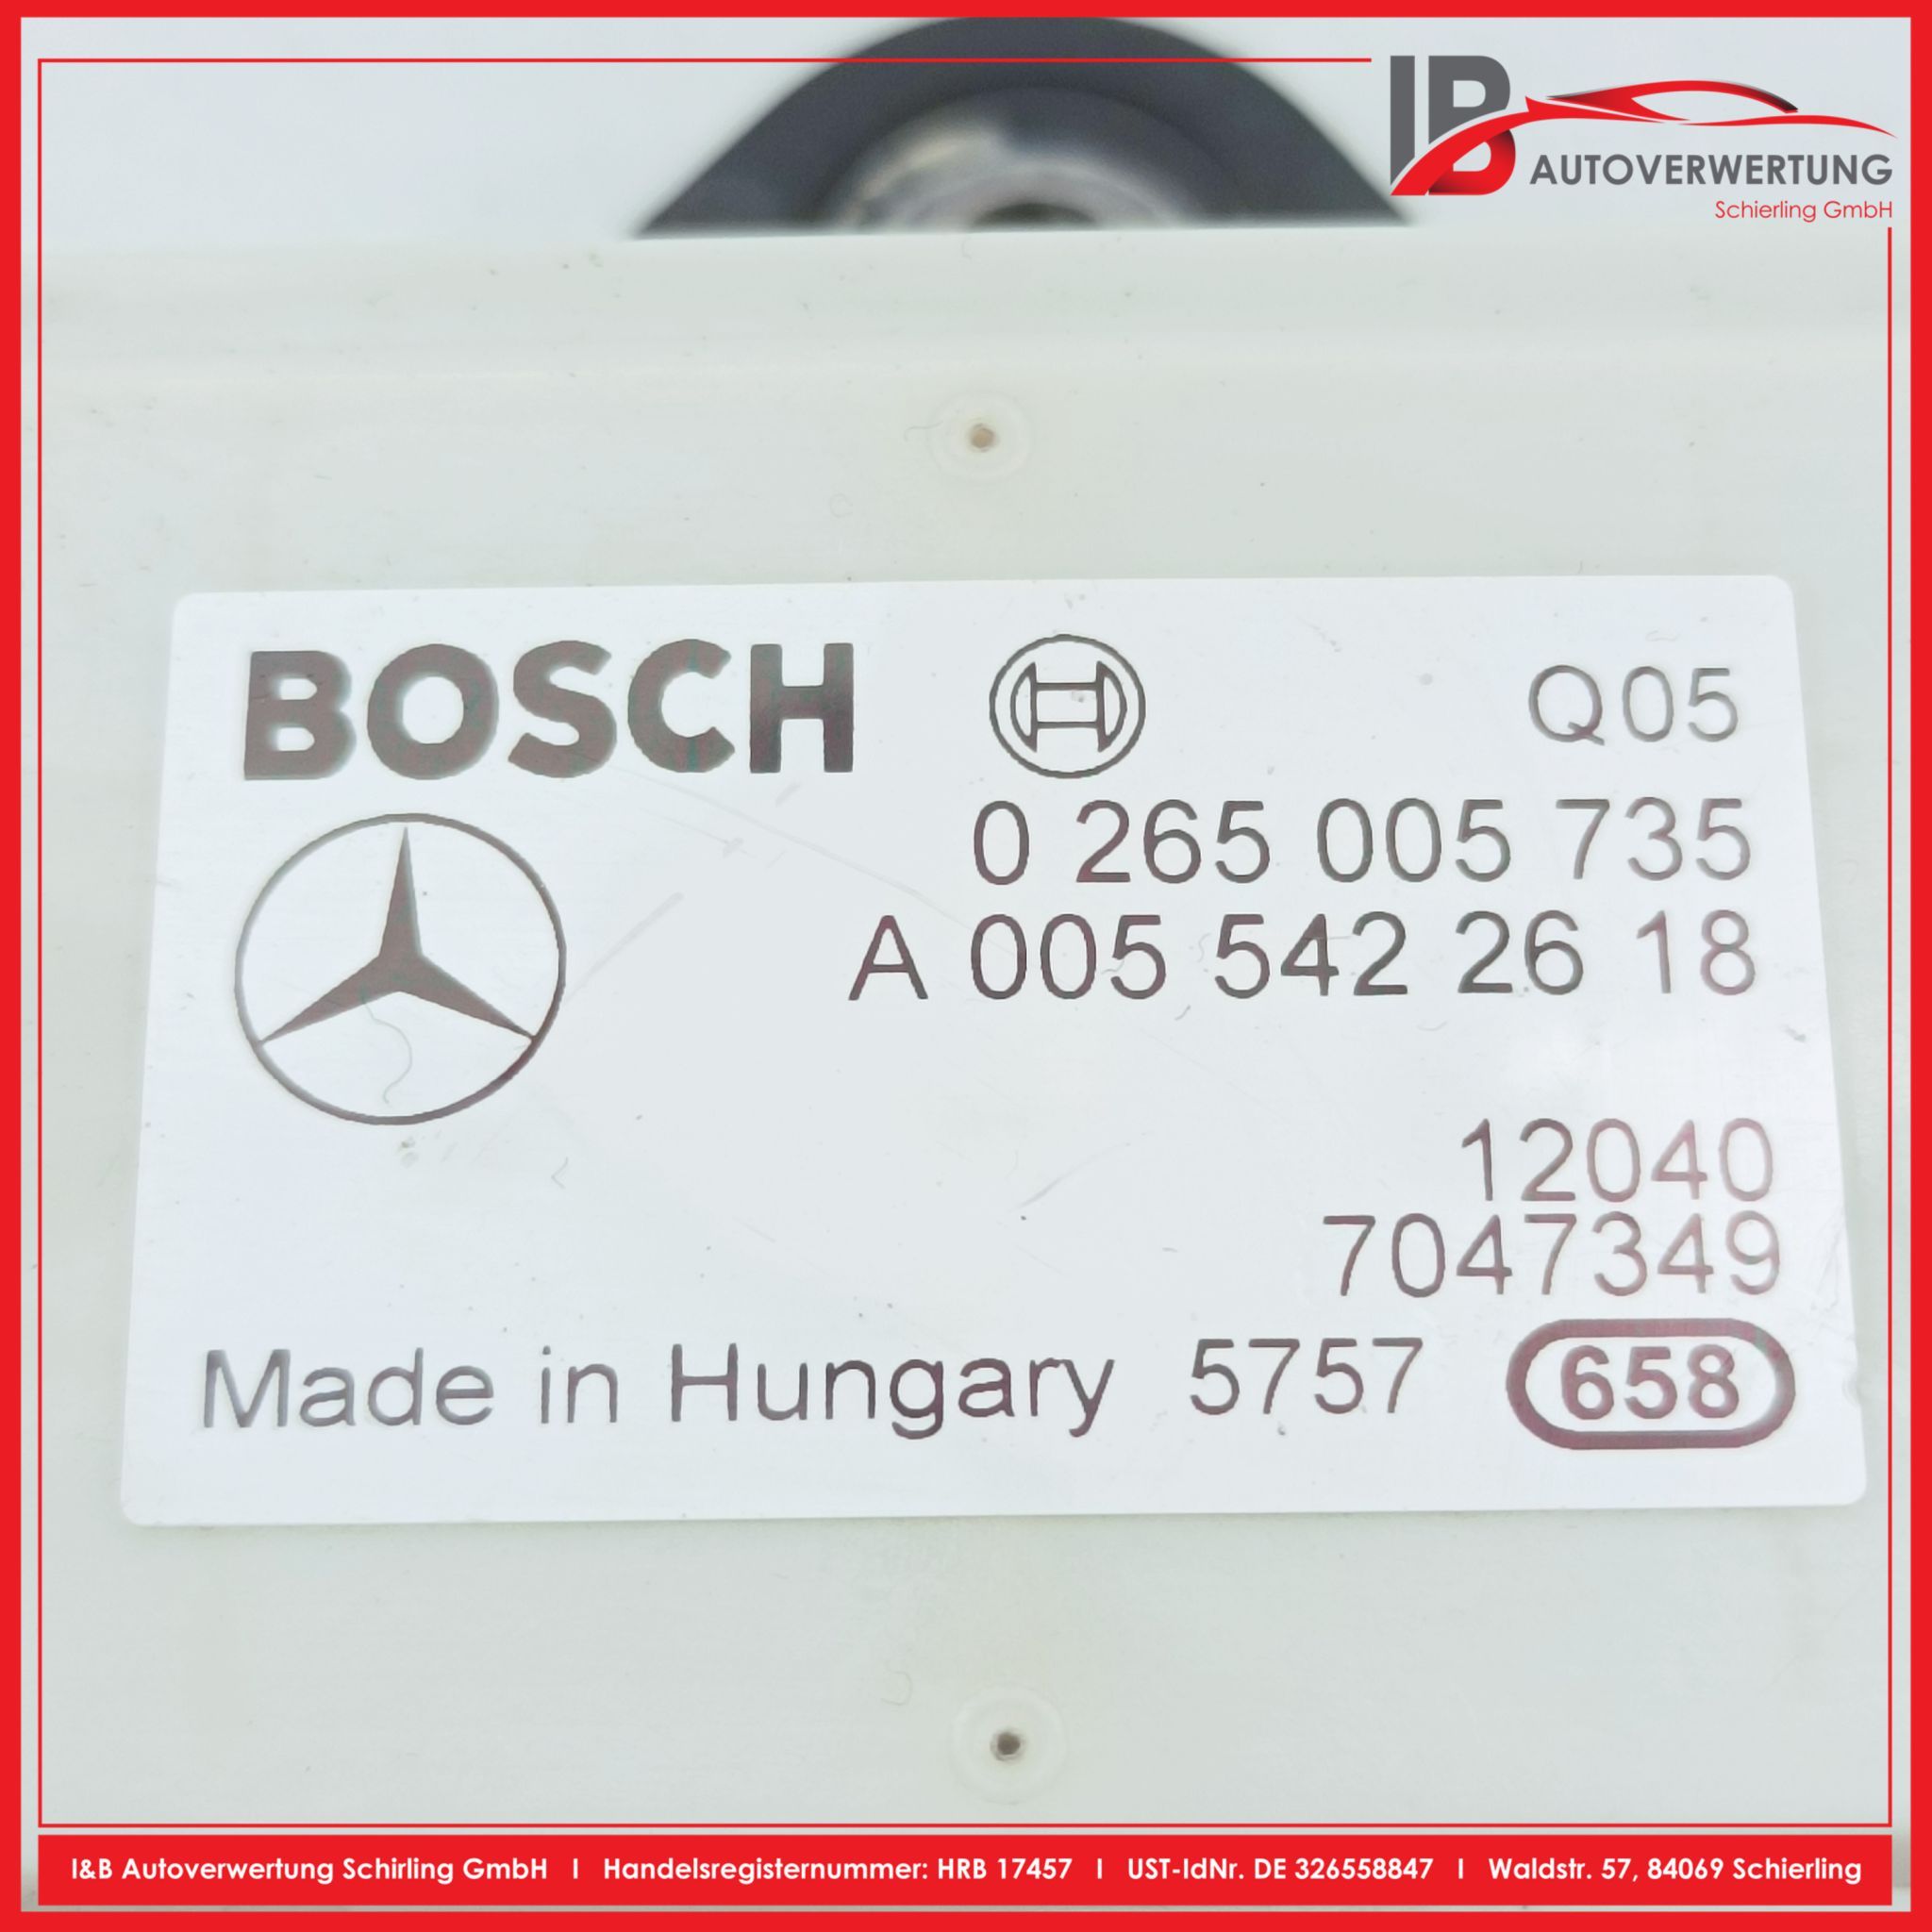 IB AUTOVERWERTUNG
Schierling GmbH
BOSCH Q05
0 265 005 735
A 005 542 26 18
12040
7047349
Made in Hungary 5757 658
I&B Autoverwertung Schirling GmbH I Handelsregisternummer: HRB 17457 I UST-IdNr. DE 326558847 I Waldstr. 57, 84069 Schierling